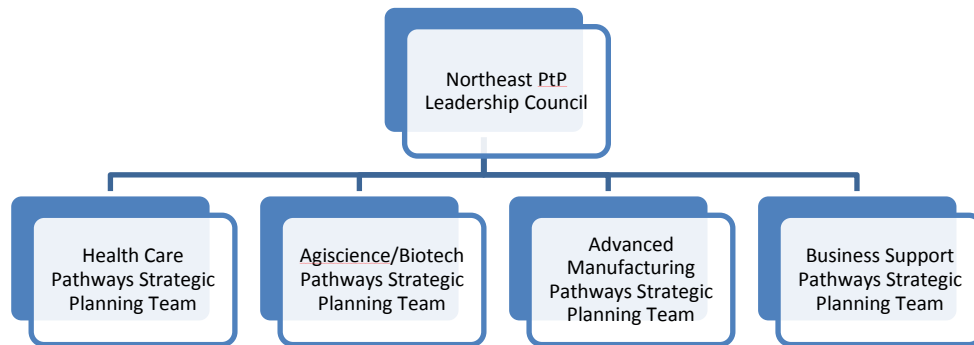 Northeast PtP
Leadership Council
Health Care
Pathways Strategic
Planning Team
Agiscience/Biotech
Pathways Strategic
Planning Team
Advanced
Manufacturing
Pathways Strategic
Planning Team
Business Support
Pathways Strategic
Planning Team